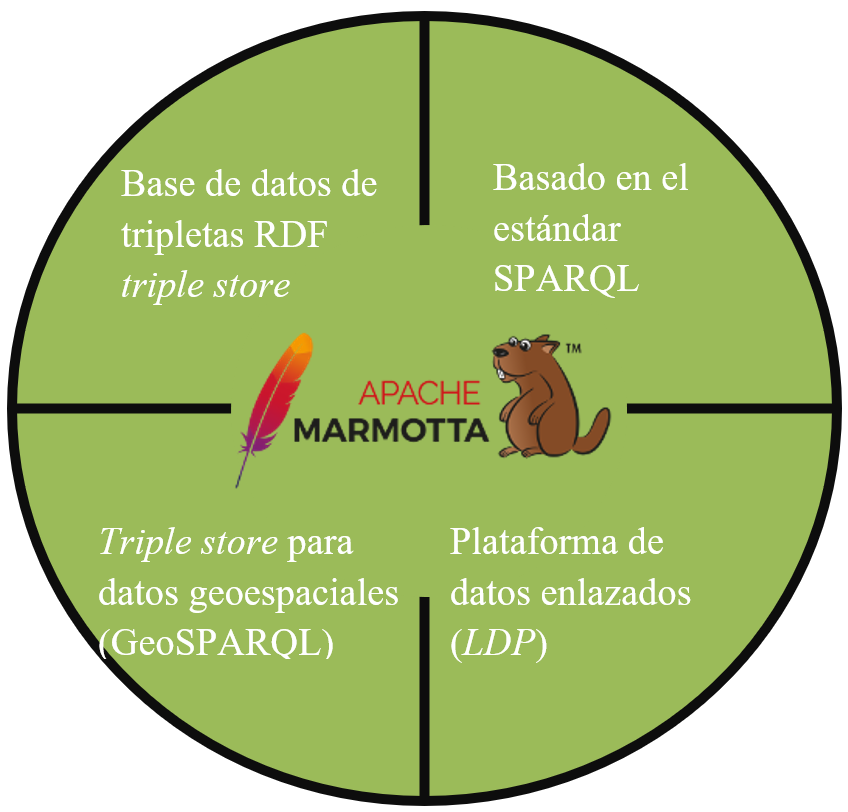 Base de datos de
tripletas RDF
triple store
Basado en el
estándar
SPARQL
APACHE
MARMOTTA
TM
Triple store para
datos geoespaciales
(GeoSPARQL)
Plataforma de
datos enlazados
(LDP)